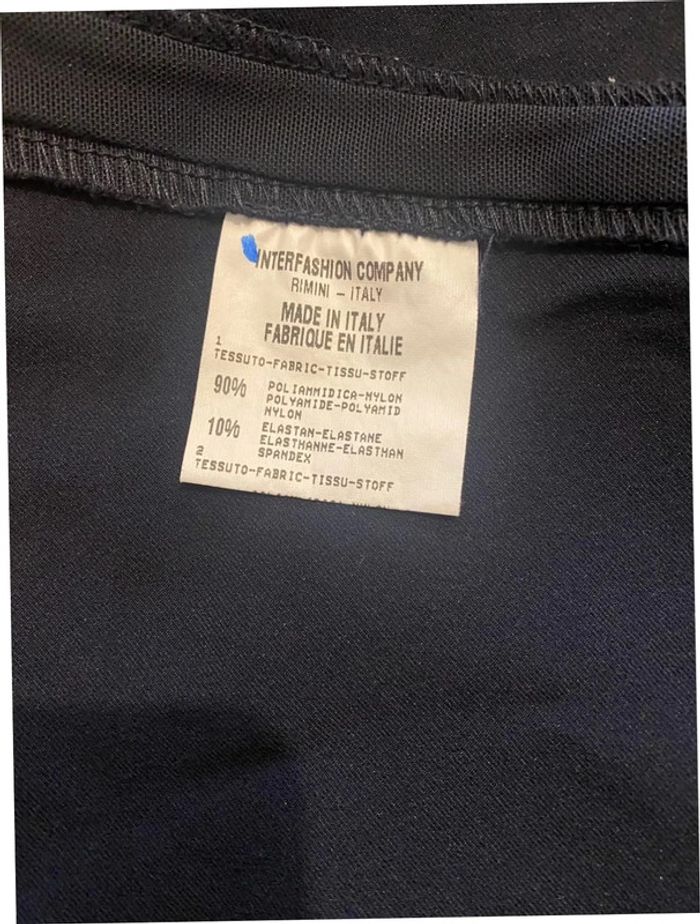 INTERFASHION COMPANY
RIMINI - ITALY
MADE IN ITALY
FABRIQUE EN ITALIE
1
TESSUTO-FABRIC-TISSU-STOFF
90% POLIAMMIDICA-NYLON
POLYAMIDE-POLYAMID
NYLON
10% ELASTAN-ELASTANE
ELASTHANNE-ELASTHAN
SPANDEX
2
TESSUTO-FABRIC-TISSU-STOFF